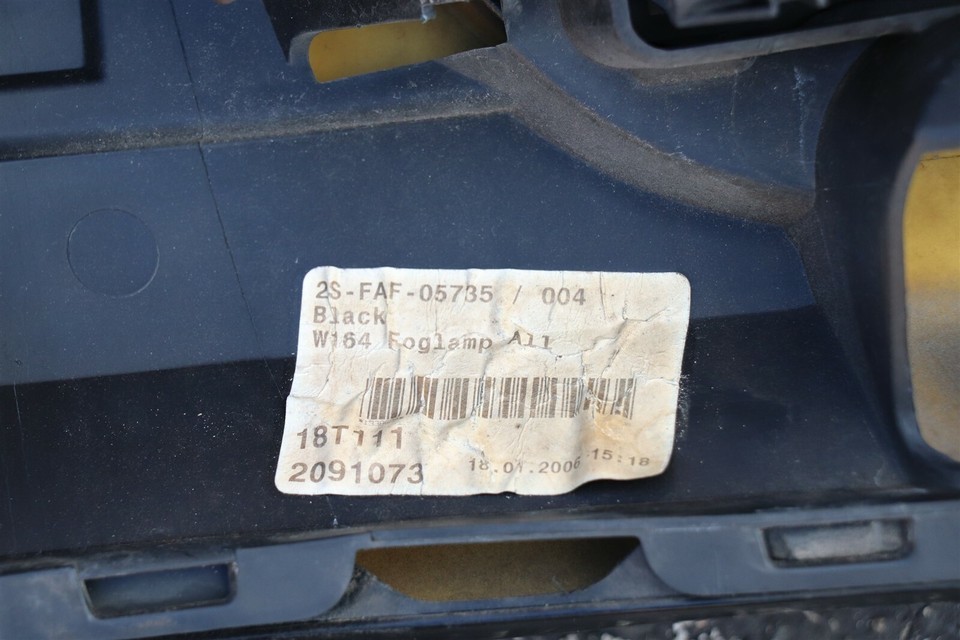 2S-FAF-05735 / 004
Black
W164 Foglamp All
18T111
2091073 18.01.2006 15:18